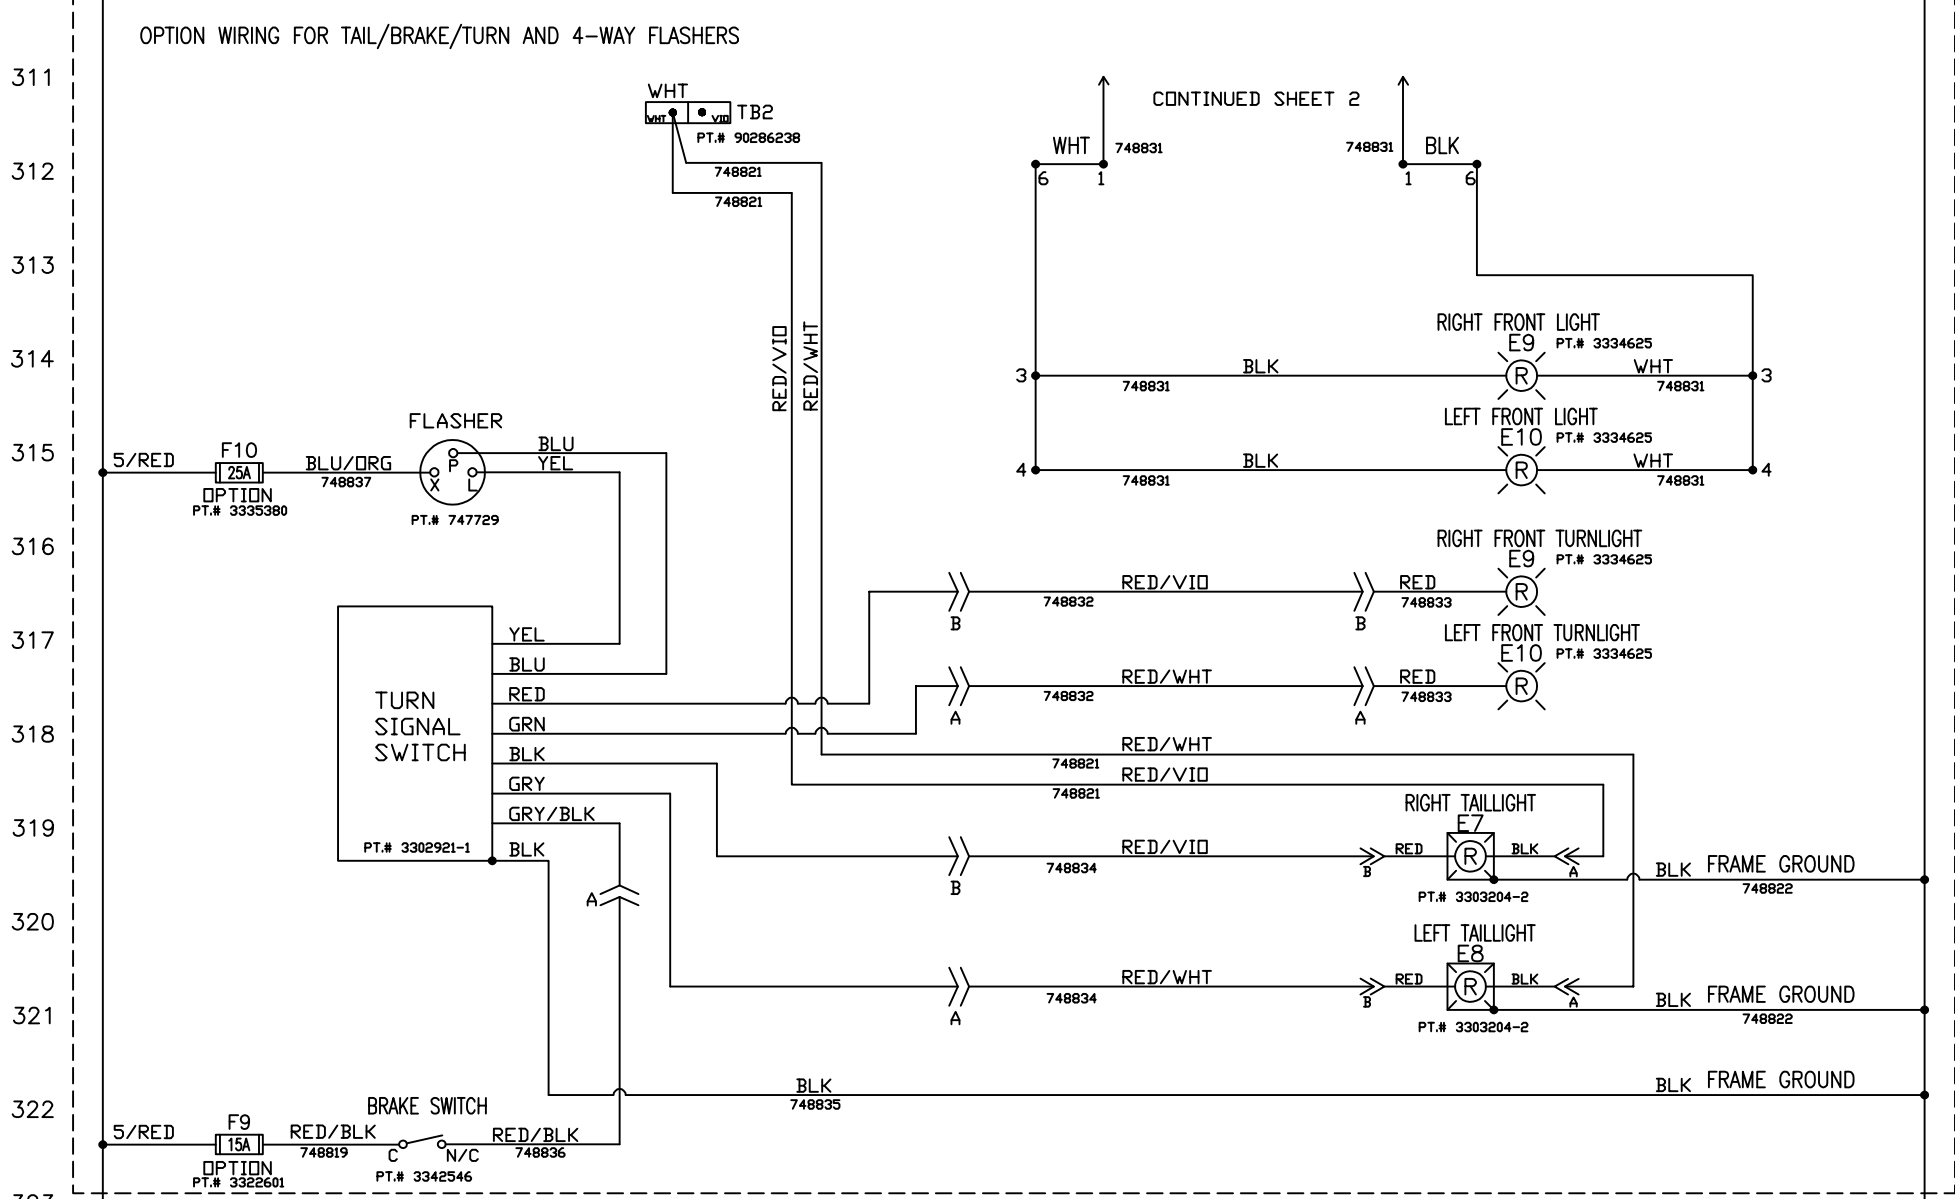 OPTION WIRING FOR TAIL/BRAKE/TURN AND 4-WAY FLASHERS
311
WHT
WHT
VIO
TB2
PT.# 90286238
CONTINUED SHEET 2
WHT
748831
748831
BLK
312
748821
748821
6
1
1
6
313
RED/VIO
RED/WHT
RIGHT FRONT LIGHT
E9
PT.# 3334625
314
3
BLK
748831
R
WHT
748831
3
LEFT FRONT LIGHT
E10
PT.# 3334625
315
4
BLK
748831
R
WHT
748831
4
FLASHER
5/RED
F10
25A
OPTION
PT.# 3335380
BLU/ORG
748837
P
X
L
BLU
YEL
PT.# 747729
316
RIGHT FRONT TURNLIGHT
E9
PT.# 3334625
RED/VIO
748832
B
B
RED
748833
R
317
LEFT FRONT TURNLIGHT
E10
PT.# 3334625
RED/WHT
748832
A
A
RED
748833
R
TURN
SIGNAL
SWITCH
PT.# 3302921-1
YEL
BLU
RED
GRN
BLK
GRY
GRY/BLK
BLK
318
RED/WHT
748821
RED/VIO
748821
319
RIGHT TAILLIGHT
E7
RED/VIO
748834
B
B
RED
R
BLK
A
PT.# 3303204-2
BLK FRAME GROUND
748822
A
320
LEFT TAILLIGHT
E8
RED/WHT
748834
A
B
RED
R
BLK
A
PT.# 3303204-2
321
BLK FRAME GROUND
748822
BLK
748835
BLK FRAME GROUND
322
5/RED
F9
15A
OPTION
PT.# 3322601
RED/BLK
748819
BRAKE SWITCH
C
N/C
PT.# 3342546
RED/BLK
748836